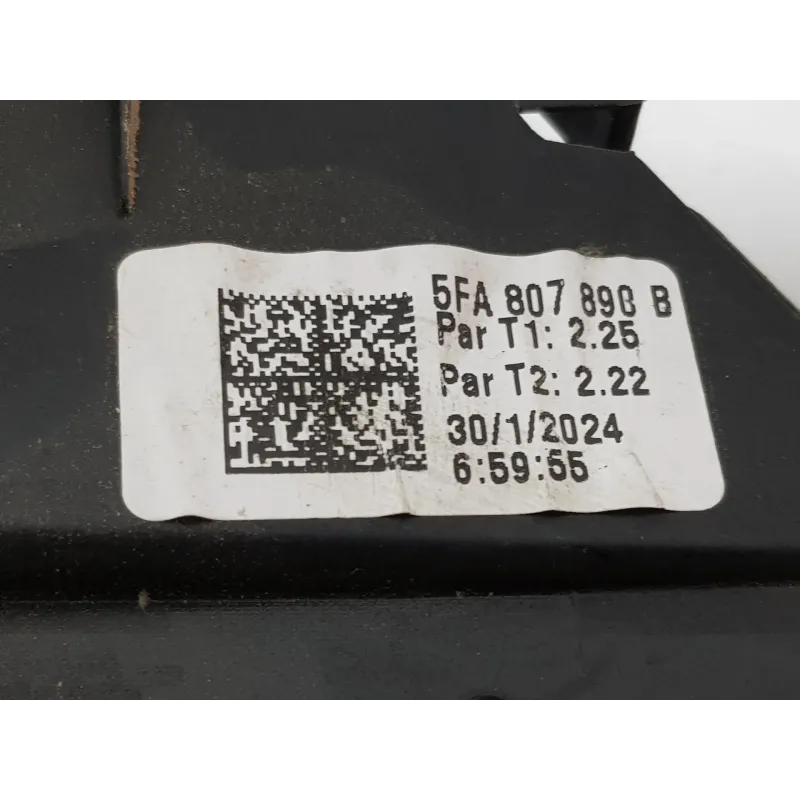 5FA 807 890 B
Par T1: 2.25
Par T2: 2.22
30/1/2024
6:59:55